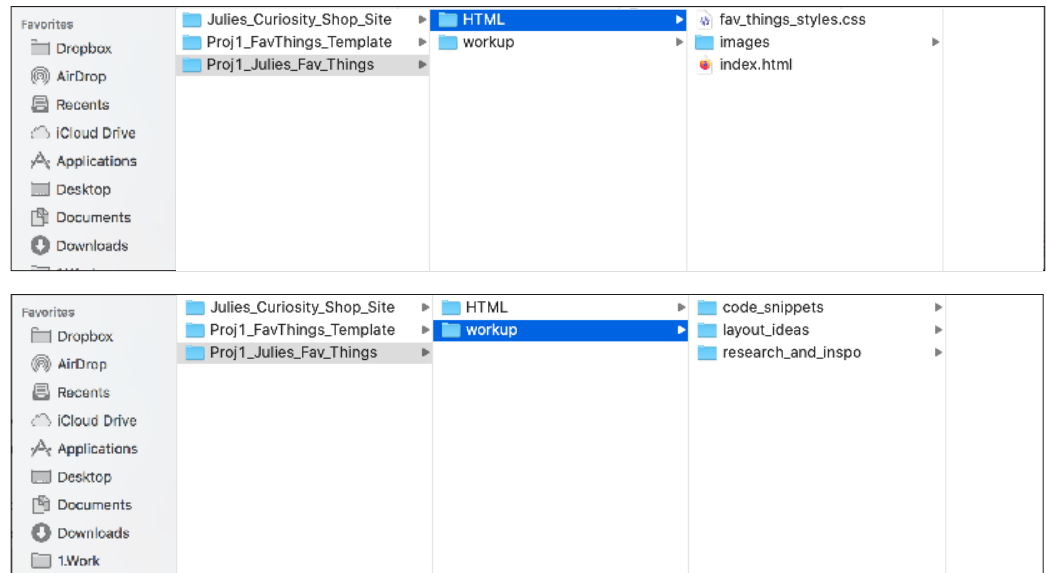 Favorites
Dropbox
AirDrop
Recents
iCloud Drive
Applications
Desktop
Documents
Downloads
Julies_Curiosity_Shop_Site
Proj1_FavThings_Template
Proj1_Julies_Fav_Things
HTML
workup
fav_things_styles.css
images
index.html
Favorites
Dropbox
AirDrop
Recents
iCloud Drive
Applications
Desktop
Documents
Downloads
1.Work
Julies_Curiosity_Shop_Site
Proj1_FavThings_Template
Proj1_Julies_Fav_Things
HTML
workup
code_snippets
layout_ideas
research_and_inspo